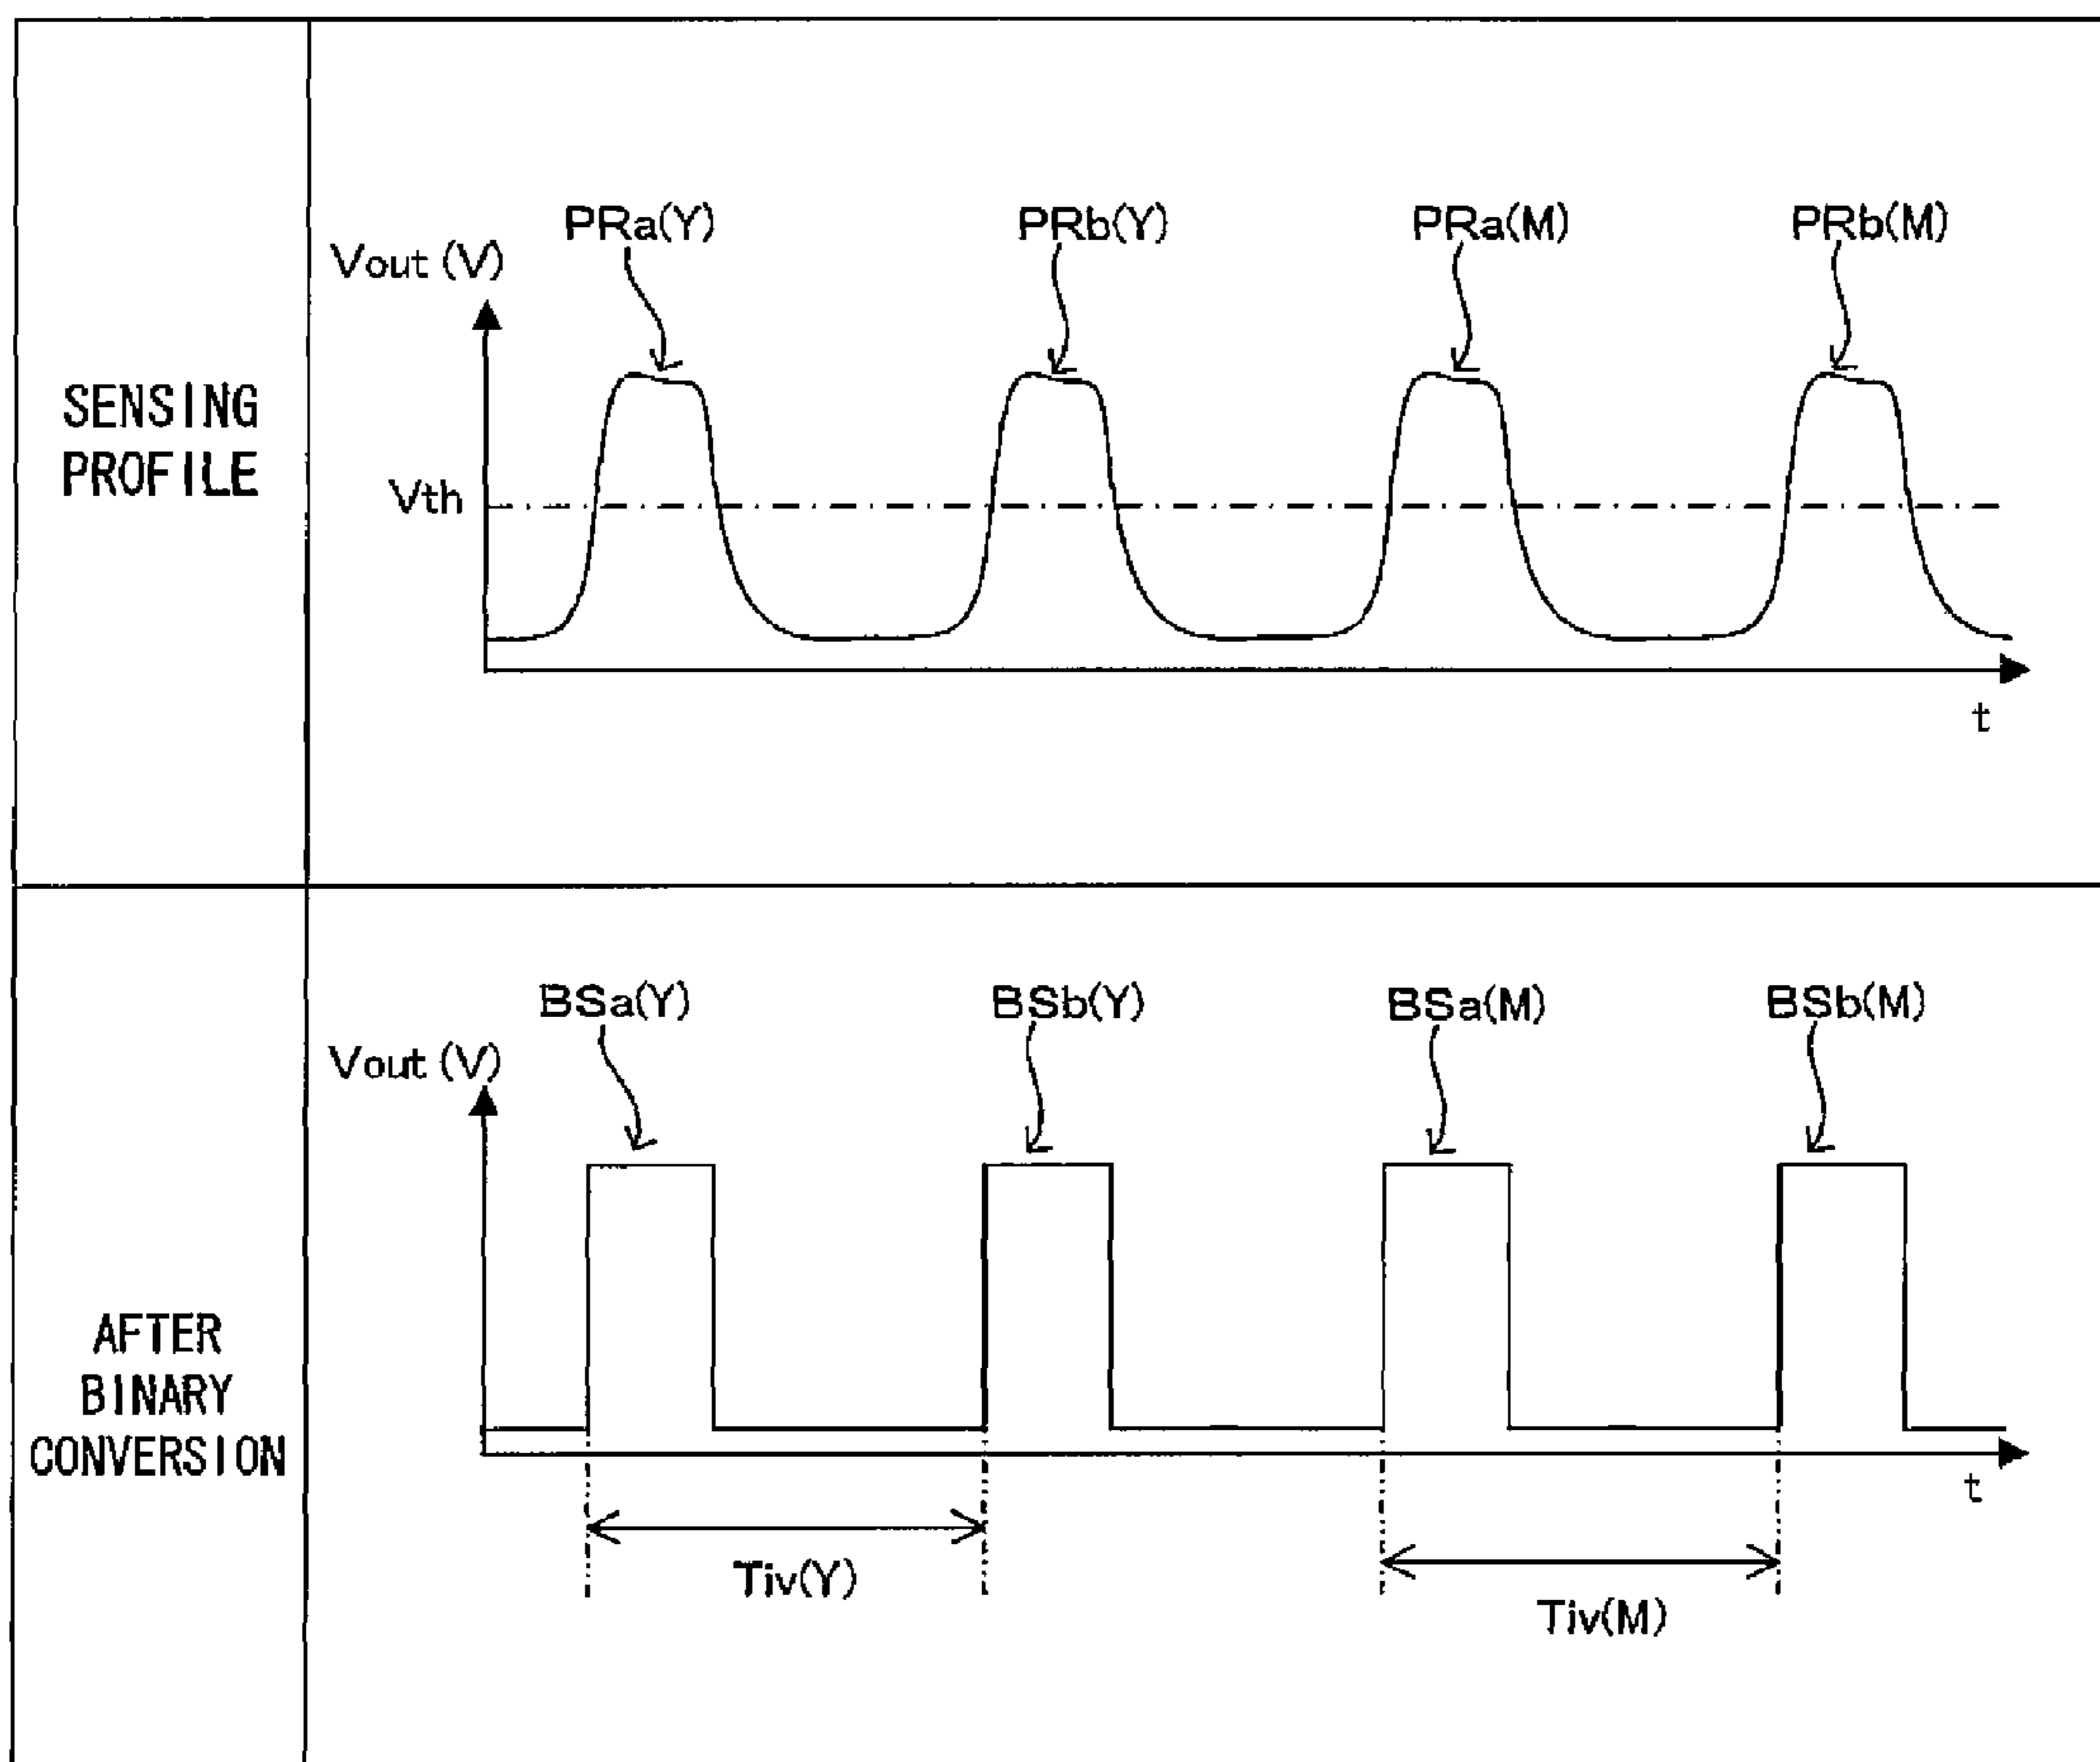 SENSING
PROFILE
Vout (V)
PRa(Y)
PRb(Y)
PRa(M)
PRb(M)
Vth
t
AFTER
BINARY
CONVERSION
Vout (V)
BSa(Y)
BSb(Y)
BSa(M)
BSb(M)
t
Tiv(Y)
Tiv(M)